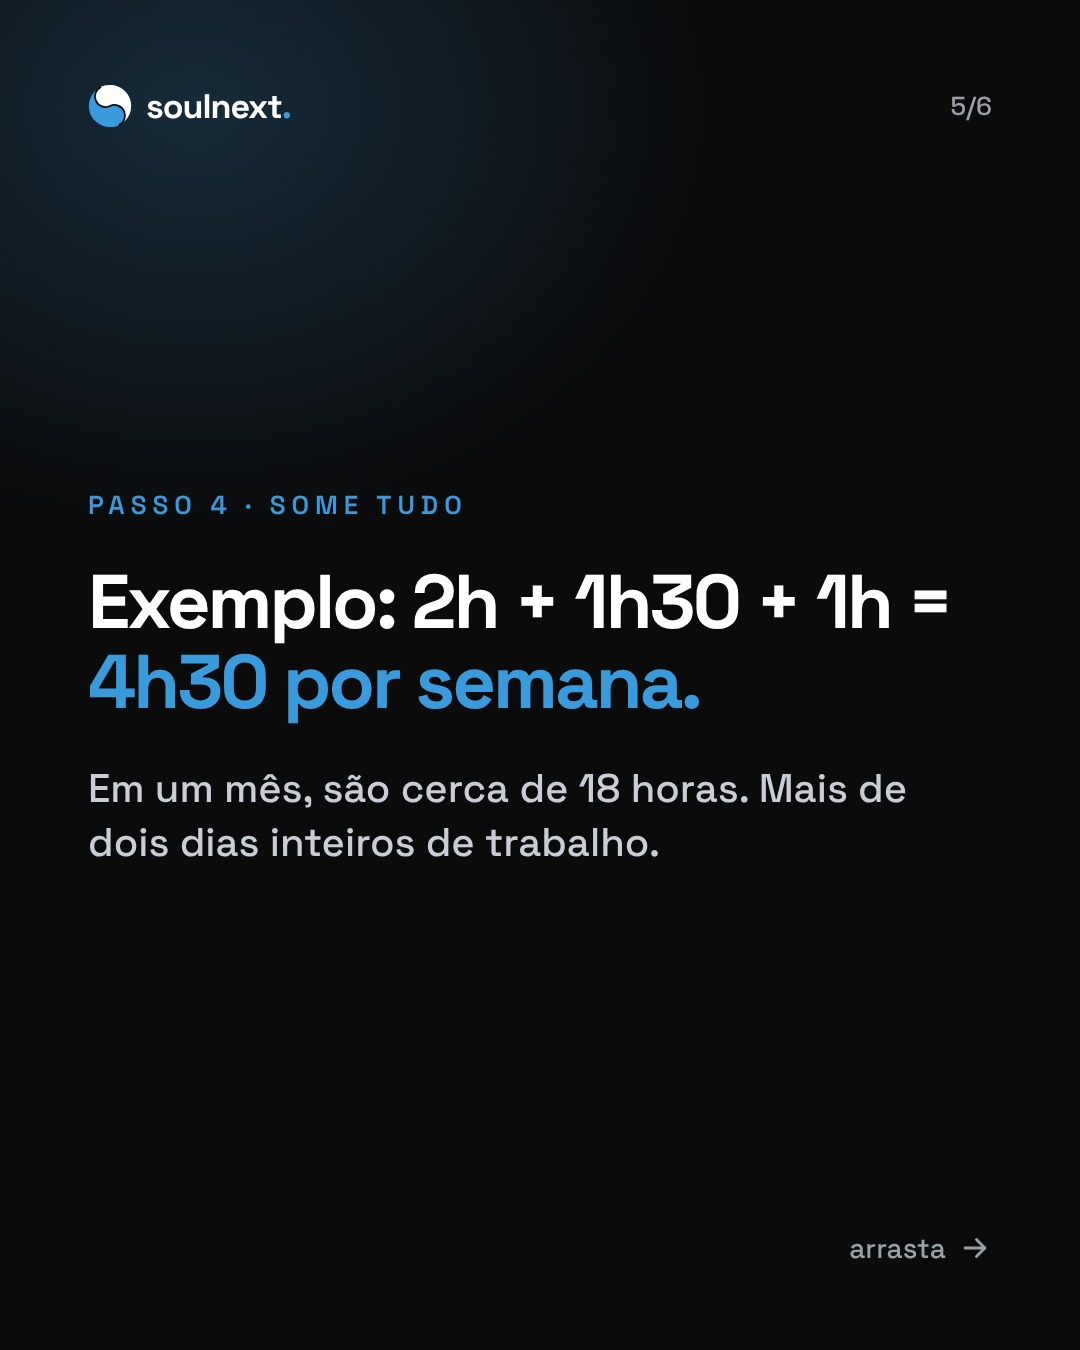 soulnext.
5/6
PASSO 4 · SOME TUDO
Exemplo: 2h + 1h30 + 1h =
4h30 por semana.
Em um mês, são cerca de 18 horas. Mais de
dois dias inteiros de trabalho.
arrasta →